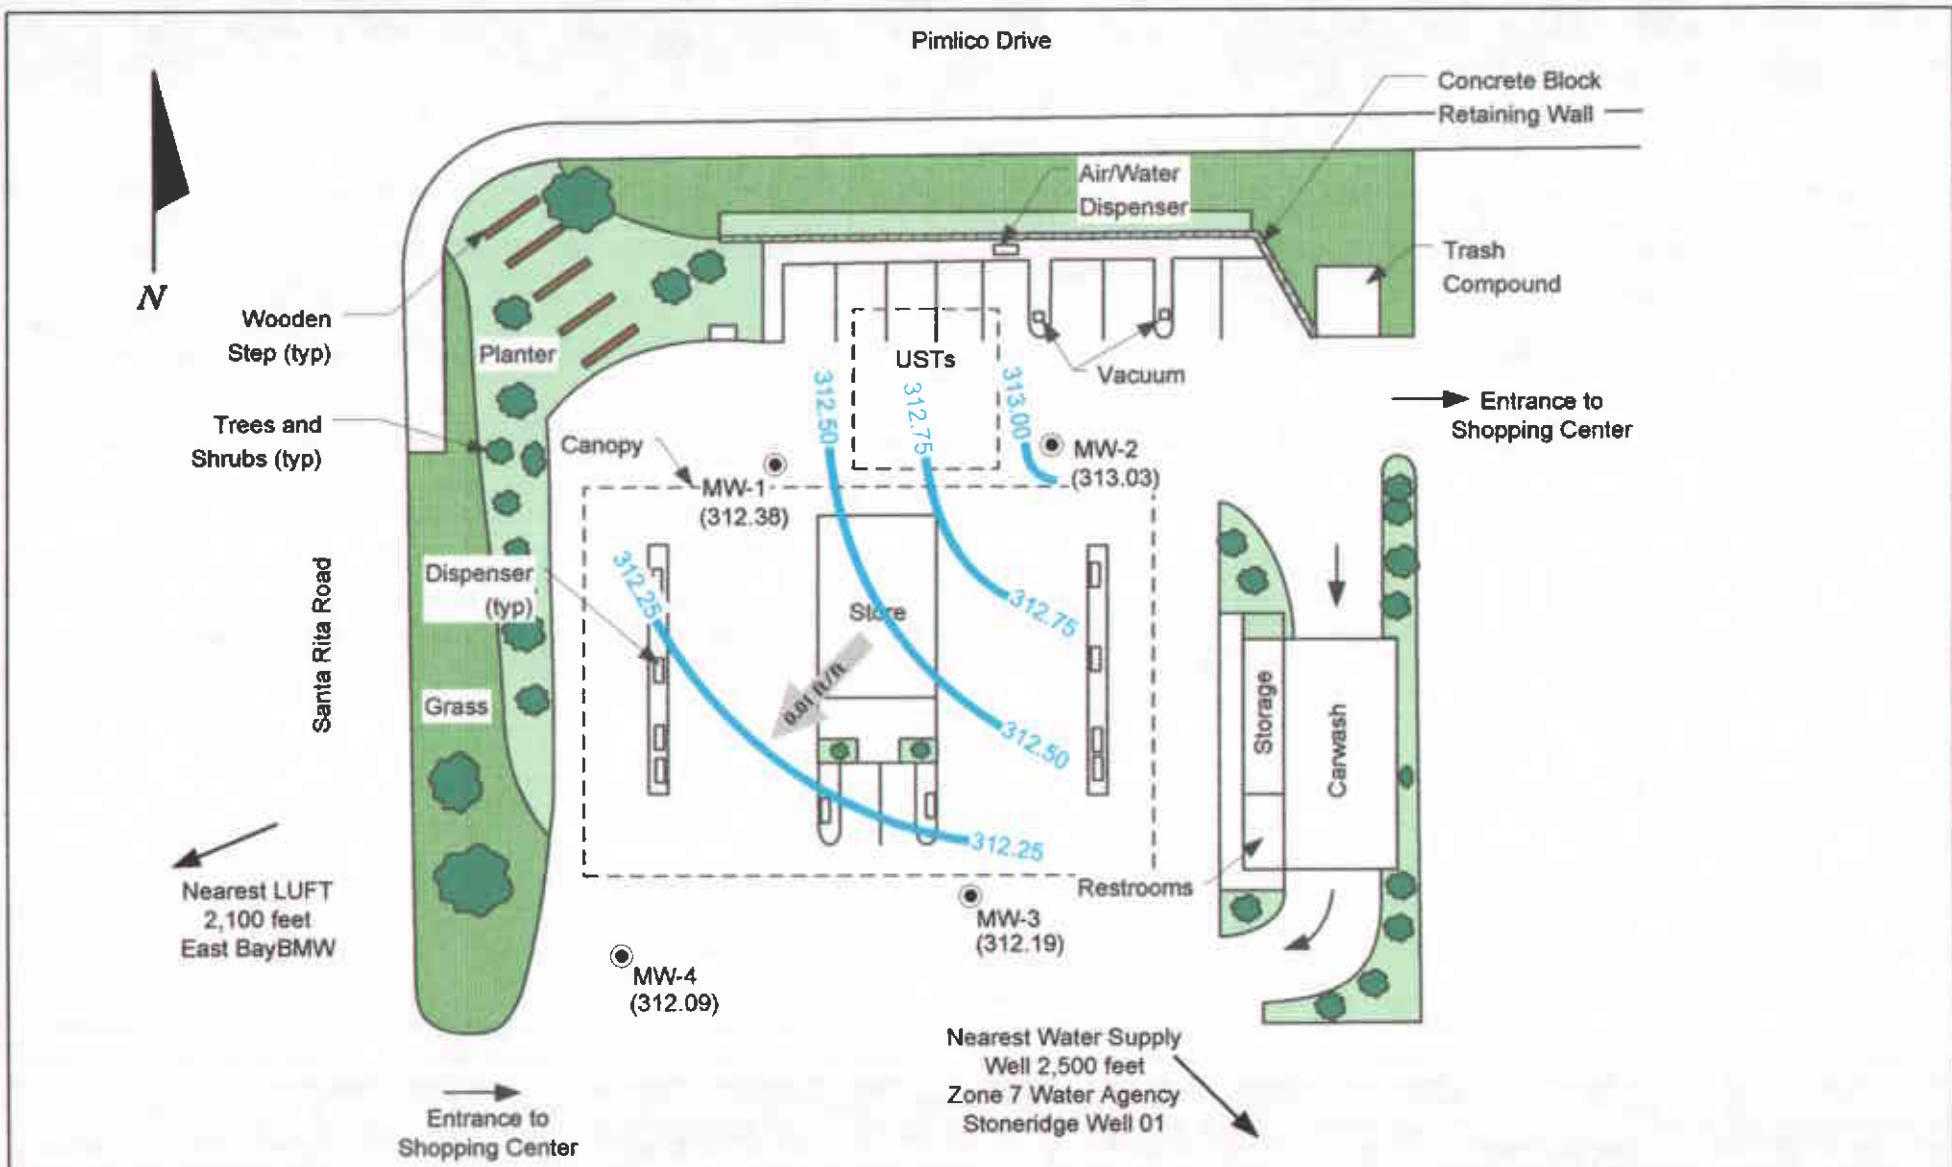 Pimlico Drive
Concrete Block
Retaining Wall
Air/Water
Dispenser
Trash
Compound
N
Wooden
Step (typ)
Planter
USTs
Vacuum
312.50
312.75
313.00
Entrance to
Shopping Center
Trees and
Shrubs (typ)
Canopy
MW-1
(312.38)
MW-2
(313.03)
Dispenser
(typ)
312.25
Store
312.75
0.01 ft/ft
Santa Rita Road
Grass
312.50
Storage
Carwash
312.25
Restrooms
Nearest LUFT
2,100 feet
East BayBMW
MW-3
(312.19)
MW-4
(312.09)
Nearest Water Supply
Well 2,500 feet
Zone 7 Water Agency
Stoneridge Well 01
Entrance to
Shopping Center